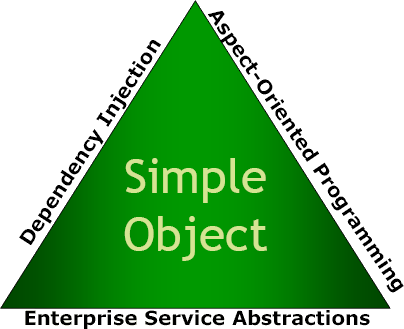 Dependency Injection
Aspect-Oriented Programming
Simple
Object
Enterprise Service Abstractions